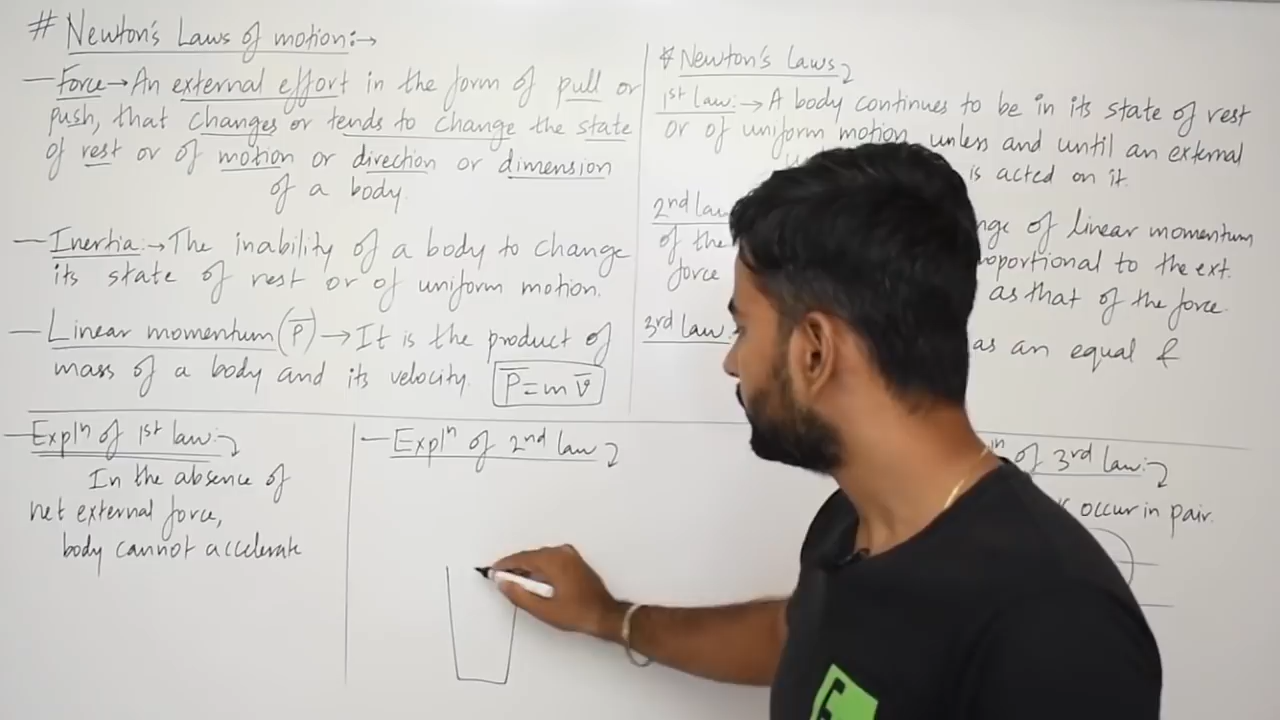 # Newton's Laws of motion:→
— Force → An external effort in the form of pull or
push, that changes or tends to change the state
of rest or of motion or direction or dimension
of a body.
— Inertia:→ The inability of a body to change
its state of rest or of uniform motion.
— Linear momentum (P) → It is the product of
mass of a body and its velocity. P = m v
* Newton's Laws
1st law:→ A body continues to be in its state of rest
or of uniform motion unless and until an external
is acted on it.
2nd law
of the
of linear momentum
to the ext.
force
as that of the force.
3rd law
as an equal &
— Expln of 1st law:
In the absence of
net external force,
body cannot accelerate
— Expln of 2nd law
of 3rd law:
occur in pair.